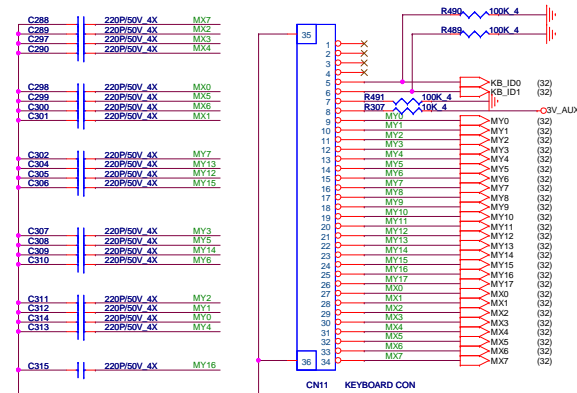 C288 220P/50V_4X MX7
C289 220P/50V_4X MX2
C297 220P/50V_4X MX3
C290 220P/50V_4X MX4
C298 220P/50V_4X MX0
C299 220P/50V_4X MX5
C300 220P/50V_4X MX6
C301 220P/50V_4X MX1
C302 220P/50V_4X MY7
C304 220P/50V_4X MY13
C305 220P/50V_4X MY12
C306 220P/50V_4X MY15
C307 220P/50V_4X MY3
C308 220P/50V_4X MY5
C309 220P/50V_4X MY14
C310 220P/50V_4X MY6
C311 220P/50V_4X MY2
C312 220P/50V_4X MY1
C314 220P/50V_4X MY0
C313 220P/50V_4X MY4
C315 220P/50V_4X MY16
R490 100K_4
R489 100K_4
35
1
2
3
4
5 KB_ID0 (32)
6 KB_ID1 (32)
7 R491 100K_4
8 R307 10K_4 3V_AUX
9 MY0 MY0 (32)
10 MY1 MY1 (32)
11 MY2 MY2 (32)
12 MY3 MY3 (32)
13 MY4 MY4 (32)
14 MY5 MY5 (32)
15 MY6 MY6 (32)
16 MY7 MY7 (32)
17 MY8 MY8 (32)
18 MY9 MY9 (32)
19 MY10 MY10 (32)
20 MY11 MY11 (32)
21 MY12 MY12 (32)
22 MY13 MY13 (32)
23 MY14 MY14 (32)
24 MY15 MY15 (32)
25 MY16 MY16 (32)
26 MY17 MY17 (32)
27 MX0 MX0 (32)
28 MX1 MX1 (32)
29 MX2 MX2 (32)
30 MX3 MX3 (32)
31 MX4 MX4 (32)
32 MX5 MX5 (32)
33 MX6 MX6 (32)
34 MX7 MX7 (32)
36
CN11 KEYBOARD CON